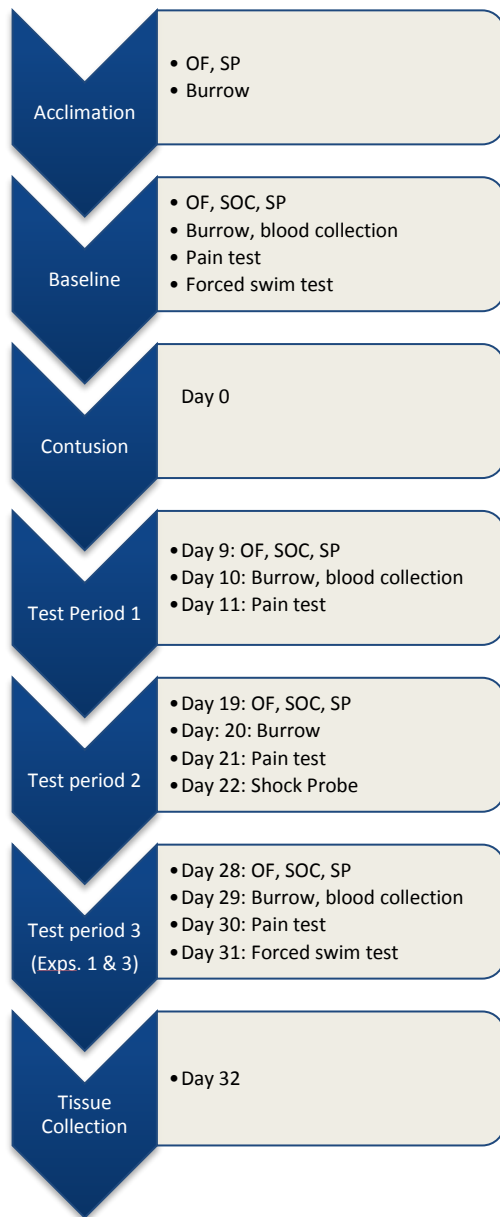 Acclimation
• OF, SP
• Burrow
Baseline
• OF, SOC, SP
• Burrow, blood collection
• Pain test
• Forced swim test
Contusion
Day 0
Test Period 1
•Day 9: OF, SOC, SP
•Day 10: Burrow, blood collection
•Day 11: Pain test
Test period 2
•Day 19: OF, SOC, SP
•Day: 20: Burrow
•Day 21: Pain test
•Day 22: Shock Probe
Test period 3
(Exps. 1 & 3)
•Day 28: OF, SOC, SP
•Day 29: Burrow, blood collection
•Day 30: Pain test
•Day 31: Forced swim test
Tissue
Collection
•Day 32